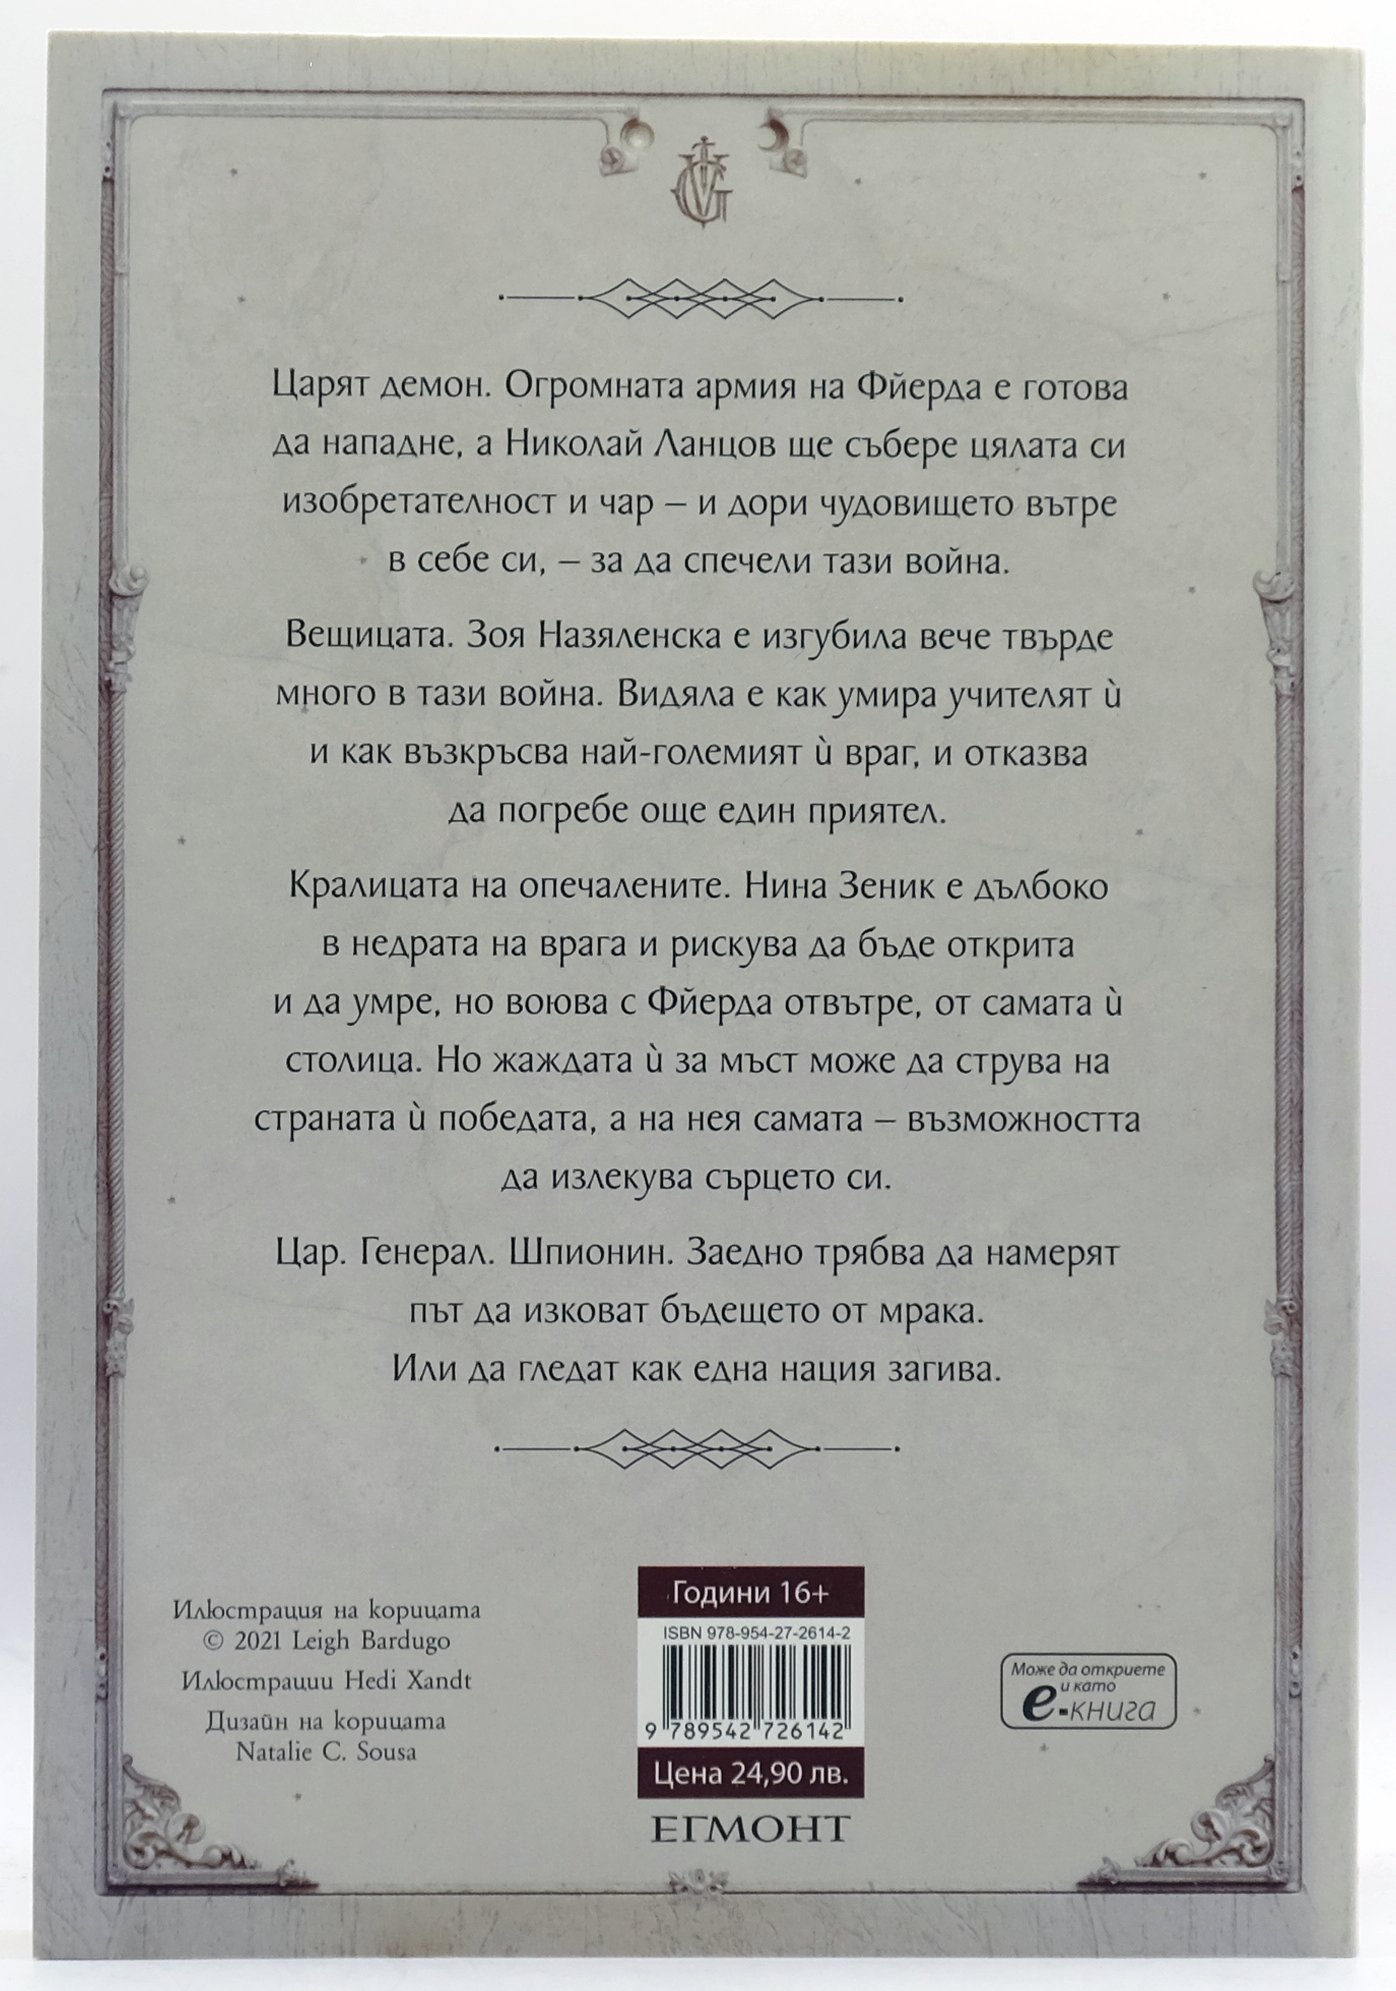 Царят демон. Огромната армия на Фйерда е готова
да нападне, а Николай Ланцов ще събере цялата си
изобретателност и чар – и дори чудовището вътре
в себе си, – за да спечели тази война.
Вещицата. Зоя Назяленска е изгубила вече твърде
много в тази война. Видяла е как умира учителят ѝ
и как възкръсва най-големият ѝ враг, и отказва
да погребе още един приятел.
Кралицата на опечалените. Нина Зеник е дълбоко
в недрата на врага и рискува да бъде открита
и да умре, но воюва с Фйерда отвътре, от самата ѝ
столица. Но жаждата ѝ за мъст може да струва на
страната ѝ победата, а на нея самата – възможността
да излекува сърцето си.
Цар. Генерал. Шпионин. Заедно трябва да намерят
път да изковат бъдещето от мрака.
Или да гледат как една нация загива.
Илюстрация на корицата
© 2021 Leigh Bardugo
Илюстрации Hedi Xandt
Дизайн на корицата
Natalie C. Sousa
Години 16+
ISBN 978-954-27-2614-2
9 789542 726142
Цена 24,90 лв.
ЕГМОНТ
Може да откриете
и като
е-книга